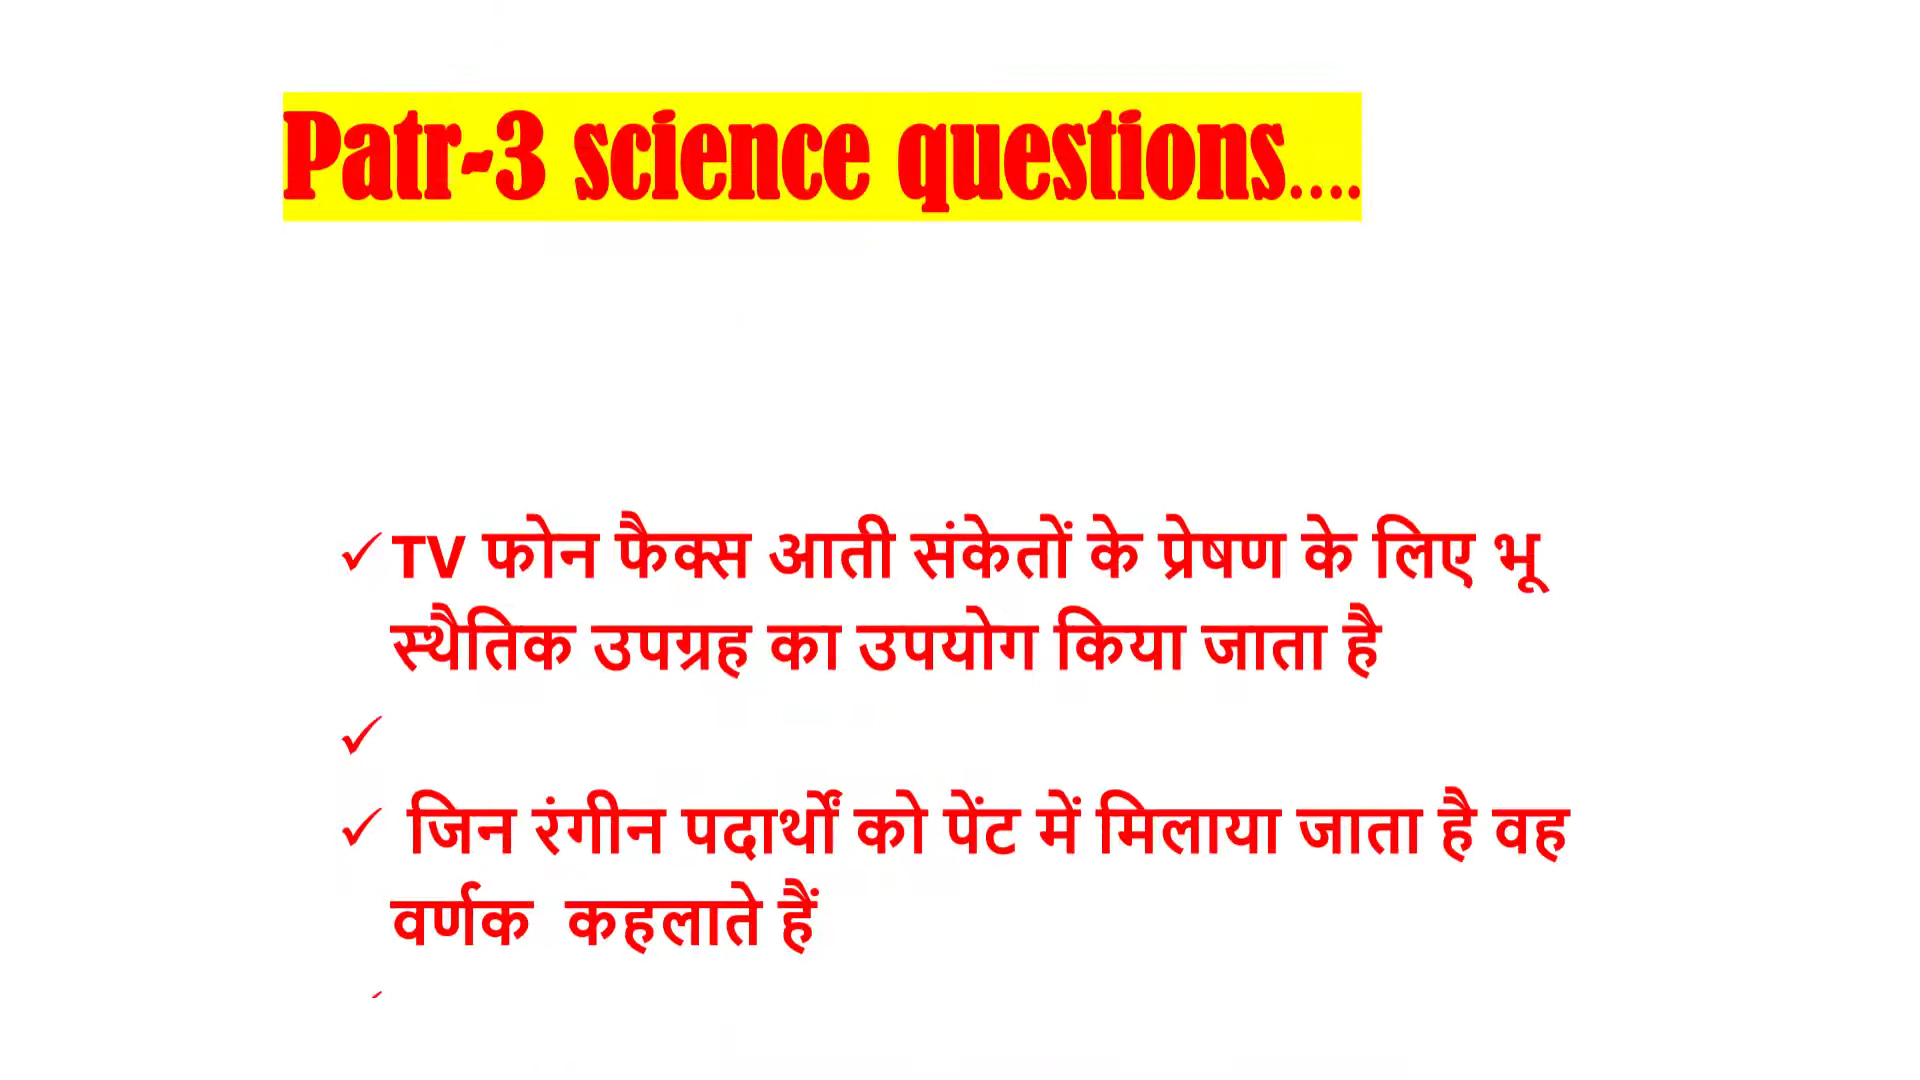 Patr-3 science questions....
✓ TV फोन फैक्स आती संकेतों के प्रेषण के लिए भू
स्थैतिक उपग्रह का उपयोग किया जाता है
✓
✓ जिन रंगीन पदार्थों को पेंट में मिलाया जाता है वह
वर्णक कहलाते हैं